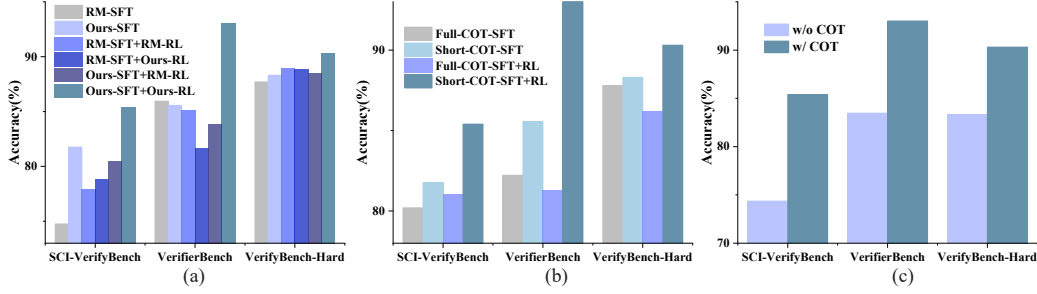 Accuracy(%)
90
80
RM-SFT
Ours-SFT
RM-SFT+RM-RL
RM-SFT+Ours-RL
Ours-SFT+RM-RL
Ours-SFT+Ours-RL
SCI-VerifyBench VerifierBench VerifyBench-Hard
(a)
Accuracy(%)
90
80
Full-COT-SFT
Short-COT-SFT
Full-COT-SFT+RL
Short-COT-SFT+RL
SCI-VerifyBench VerifierBench VerifyBench-Hard
(b)
Accuracy(%)
90
80
70
w/o COT
w/ COT
SCI-VerifyBench VerifierBench VerifyBench-Hard
(c)